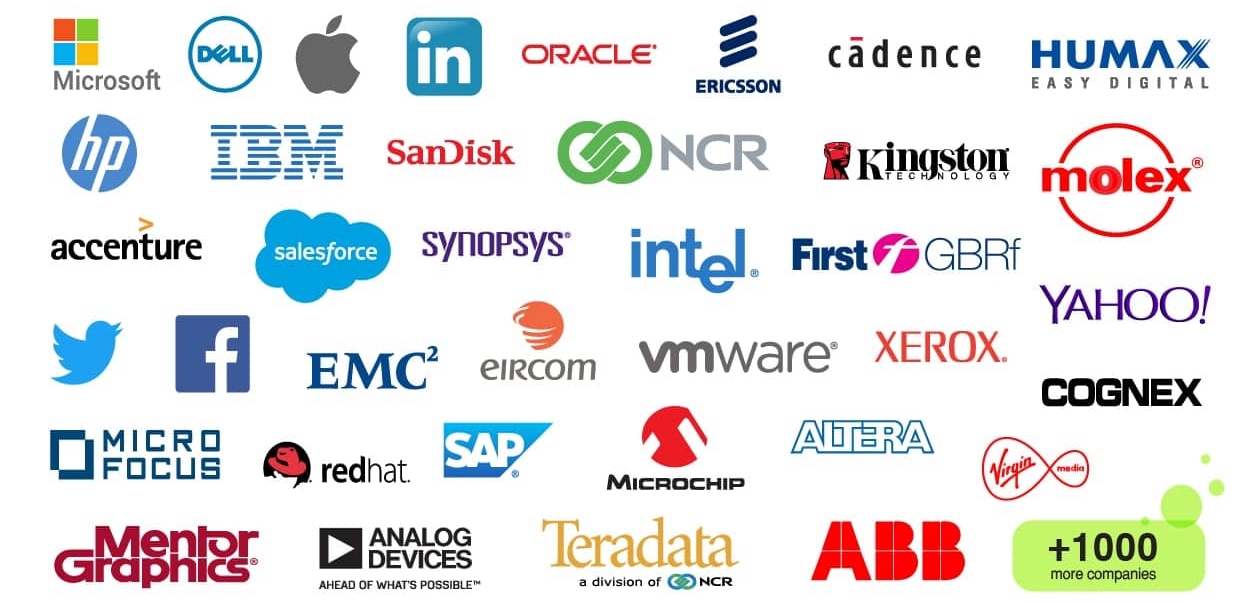 Microsoft
DELL
in
ORACLE
ERICSSON
cādence
HUMAX
EASY DIGITAL
hp
IBM
SanDisk
NCR
Kingston
TECHNOLOGY
molex®
accenture
salesforce
SYNOPSYS®
intel®
First f GBRf
YAHOO!
f
EMC²
eircom
vmware®
XEROX.
COGNEX
MICRO
FOCUS
redhat.
SAP®
MICROCHIP
ALTERA
Virgin media
Mentor
Graphics®
ANALOG
DEVICES
AHEAD OF WHAT'S POSSIBLE™
Teradata
a division of NCR
ABB
+1000
more companies